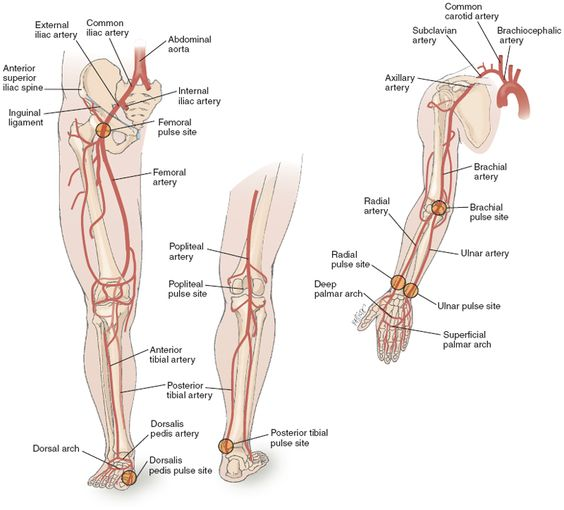 External
iliac artery
Common
iliac artery
Abdominal
aorta
Anterior
superior
iliac spine
Internal
iliac artery
Inguinal
ligament
Femoral
pulse site
Femoral
artery
Popliteal
artery
Popliteal
pulse site
Anterior
tibial artery
Posterior
tibial artery
Dorsalis
pedis artery
Dorsal arch
Dorsalis
pedis pulse site
Posterior tibial
pulse site
Common
carotid artery
Subclavian
artery
Brachiocephalic
artery
Axillary
artery
Brachial
artery
Radial
artery
Brachial
pulse site
Ulnar artery
Radial
pulse site
Deep
palmar arch
Ulnar pulse site
Superficial
palmar arch